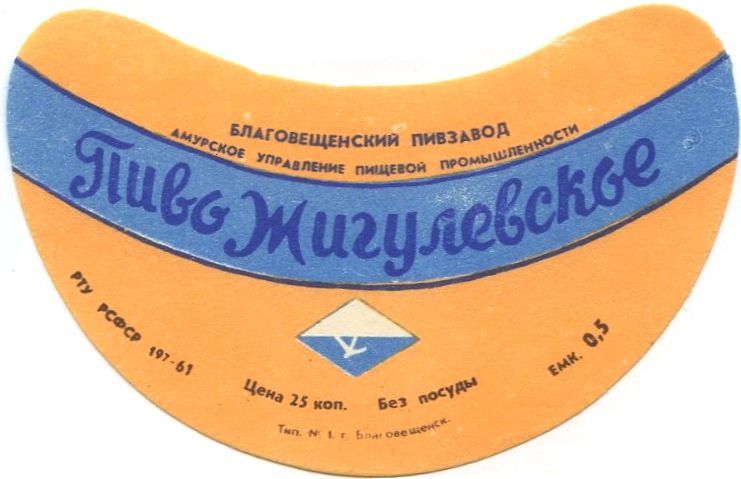 БЛАГОВЕЩЕНСКИЙ ПИВЗАВОД
АМУРСКОЕ УПРАВЛЕНИЕ ПИЩЕВОЙ ПРОМЫШЛЕННОСТИ
Пиво Жигулевское
РТУ РСФСР 197-61
ЕМК. 0,5
Цена 25 коп. Без посуды
Тип. № 1. г. Благовещенск.